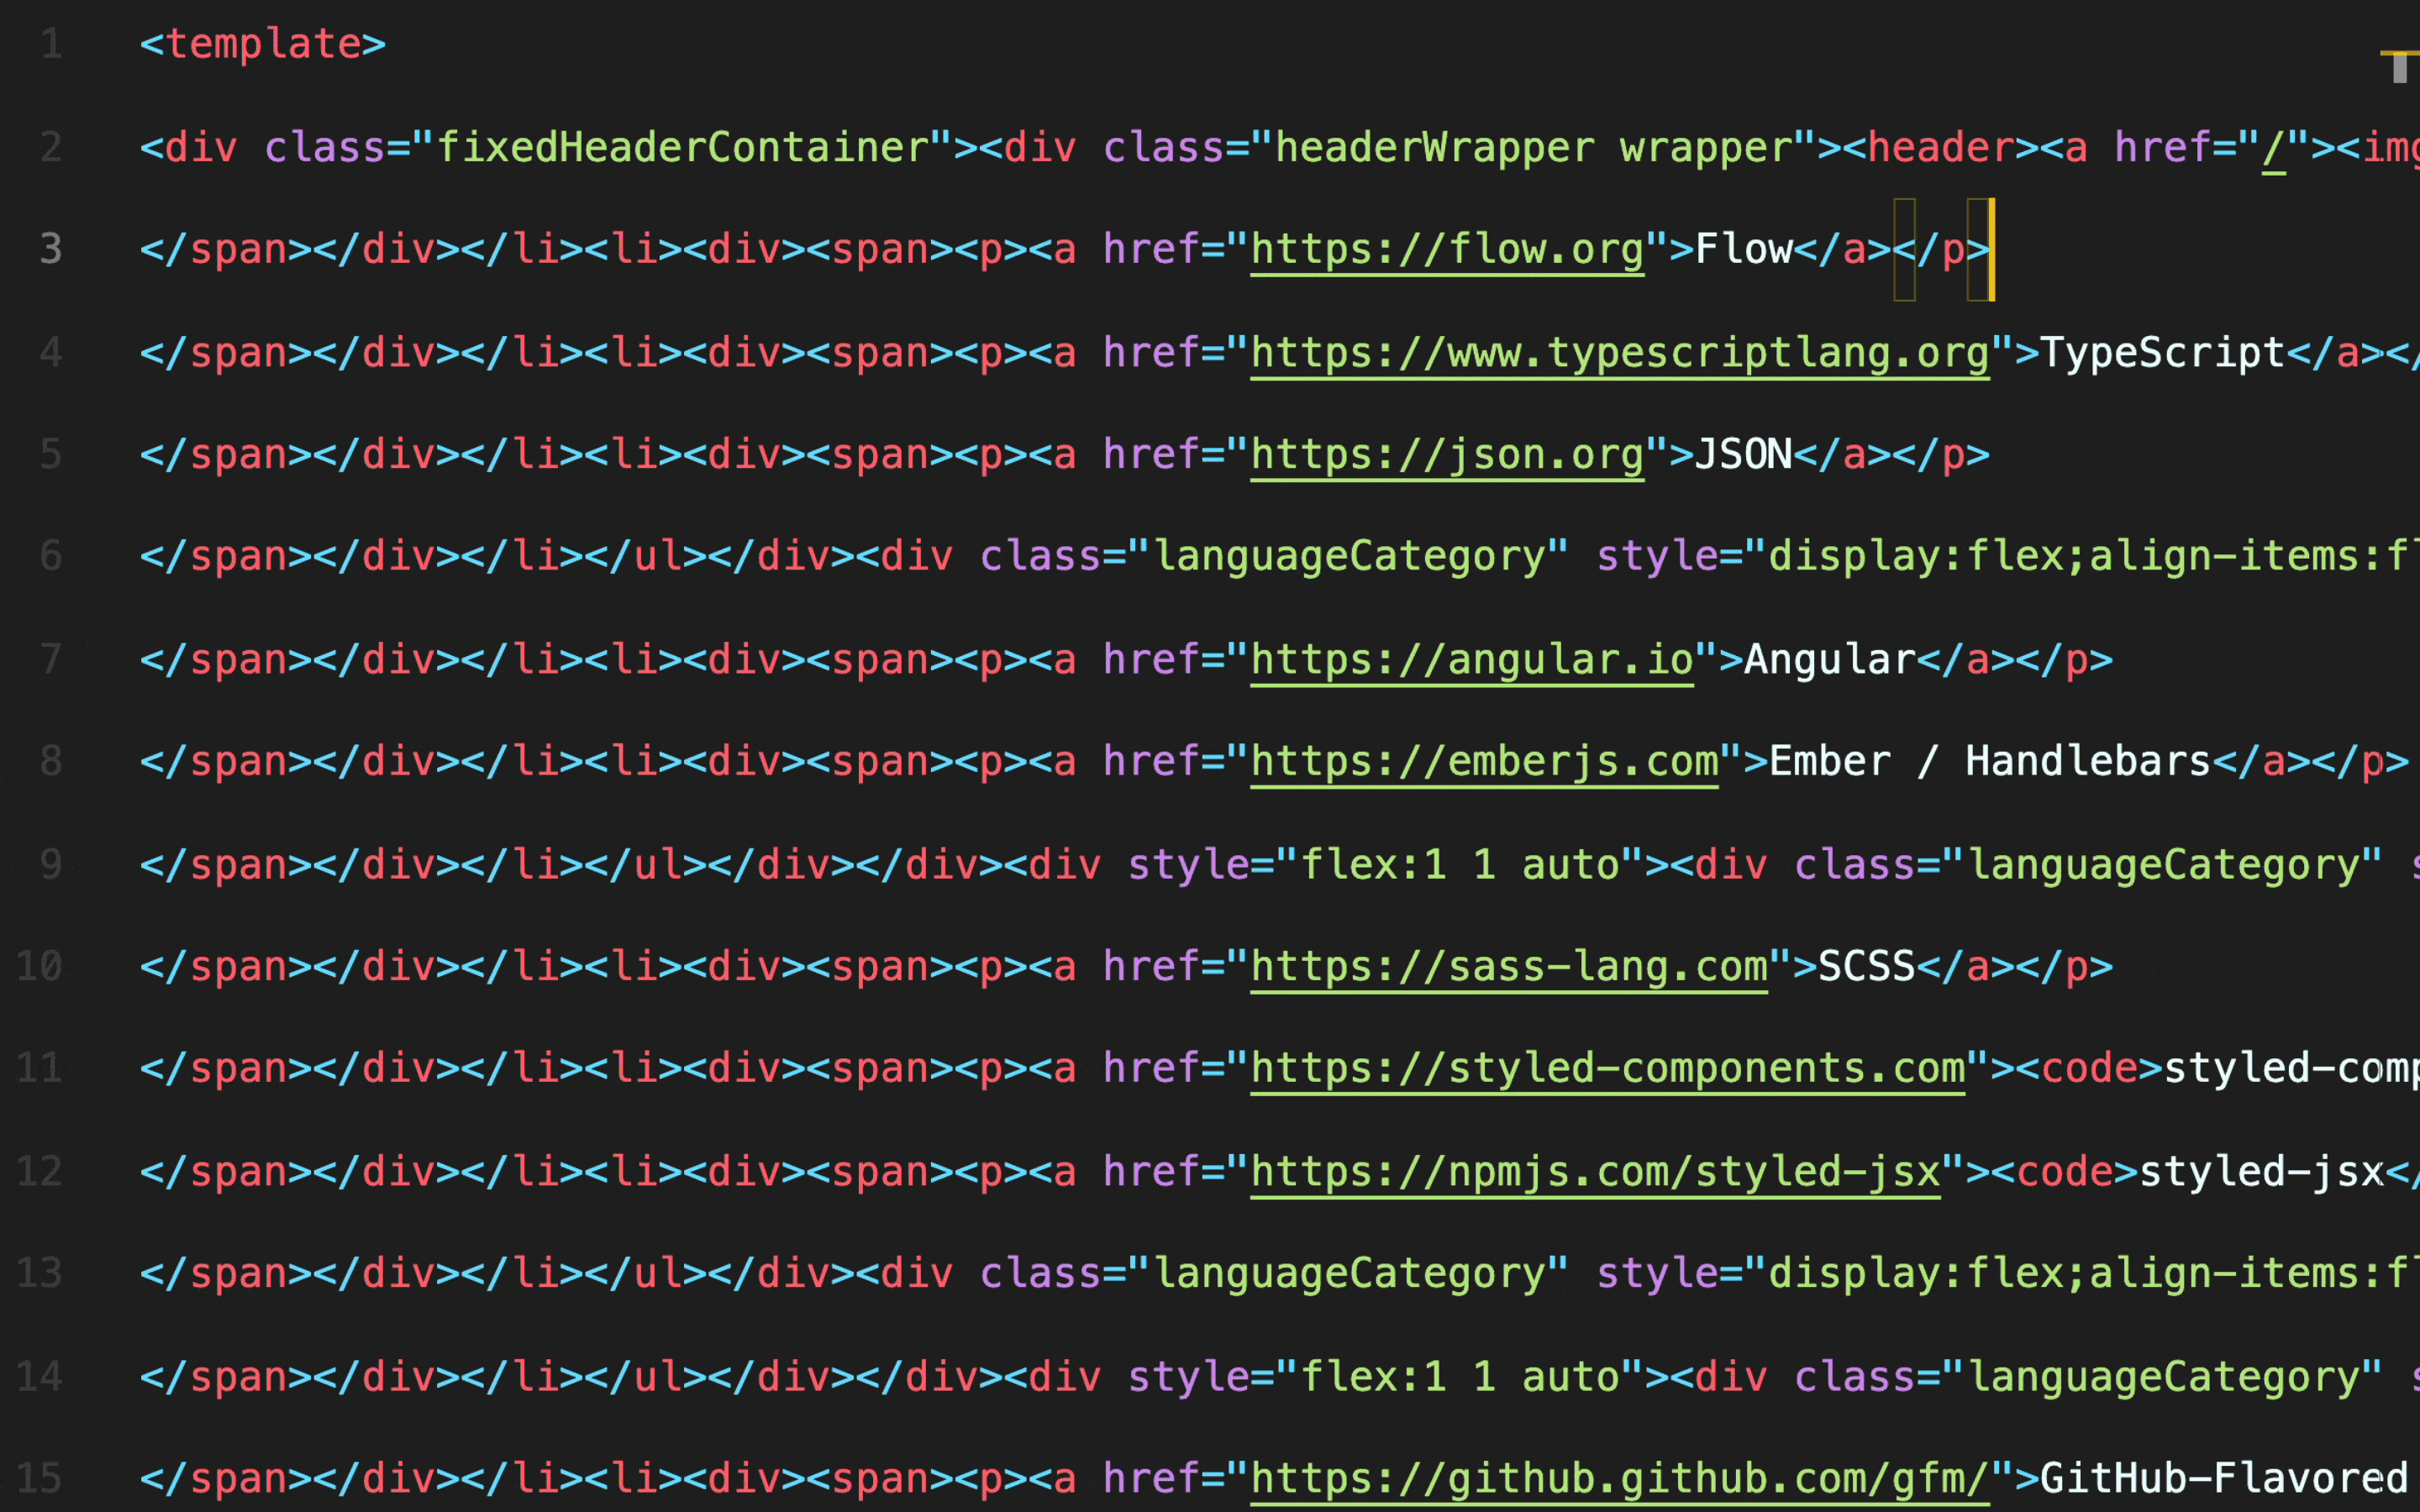 1 <template>
2 <div class="fixedHeaderContainer"><div class="headerWrapper wrapper"><header><a href="/"><img
3 </span></div></li><li><div><span><p><a href="https://flow.org">Flow</a></p>
4 </span></div></li><li><div><span><p><a href="https://www.typescriptlang.org">TypeScript</a></
5 </span></div></li><li><div><span><p><a href="https://json.org">JSON</a></p>
6 </span></div></li></ul></div><div class="languageCategory" style="display:flex;align-items:fl
7 </span></div></li><li><div><span><p><a href="https://angular.io">Angular</a></p>
8 </span></div></li><li><div><span><p><a href="https://emberjs.com">Ember / Handlebars</a></p>
9 </span></div></li></ul></div></div><div style="flex:1 1 auto"><div class="languageCategory" s
10 </span></div></li><li><div><span><p><a href="https://sass-lang.com">SCSS</a></p>
11 </span></div></li><li><div><span><p><a href="https://styled-components.com"><code>styled-comp
12 </span></div></li><li><div><span><p><a href="https://npmjs.com/styled-jsx"><code>styled-jsx</
13 </span></div></li></ul></div><div class="languageCategory" style="display:flex;align-items:fl
14 </span></div></li></ul></div></div><div style="flex:1 1 auto"><div class="languageCategory" s
15 </span></div></li><li><div><span><p><a href="https://github.github.com/gfm/">GitHub-Flavored